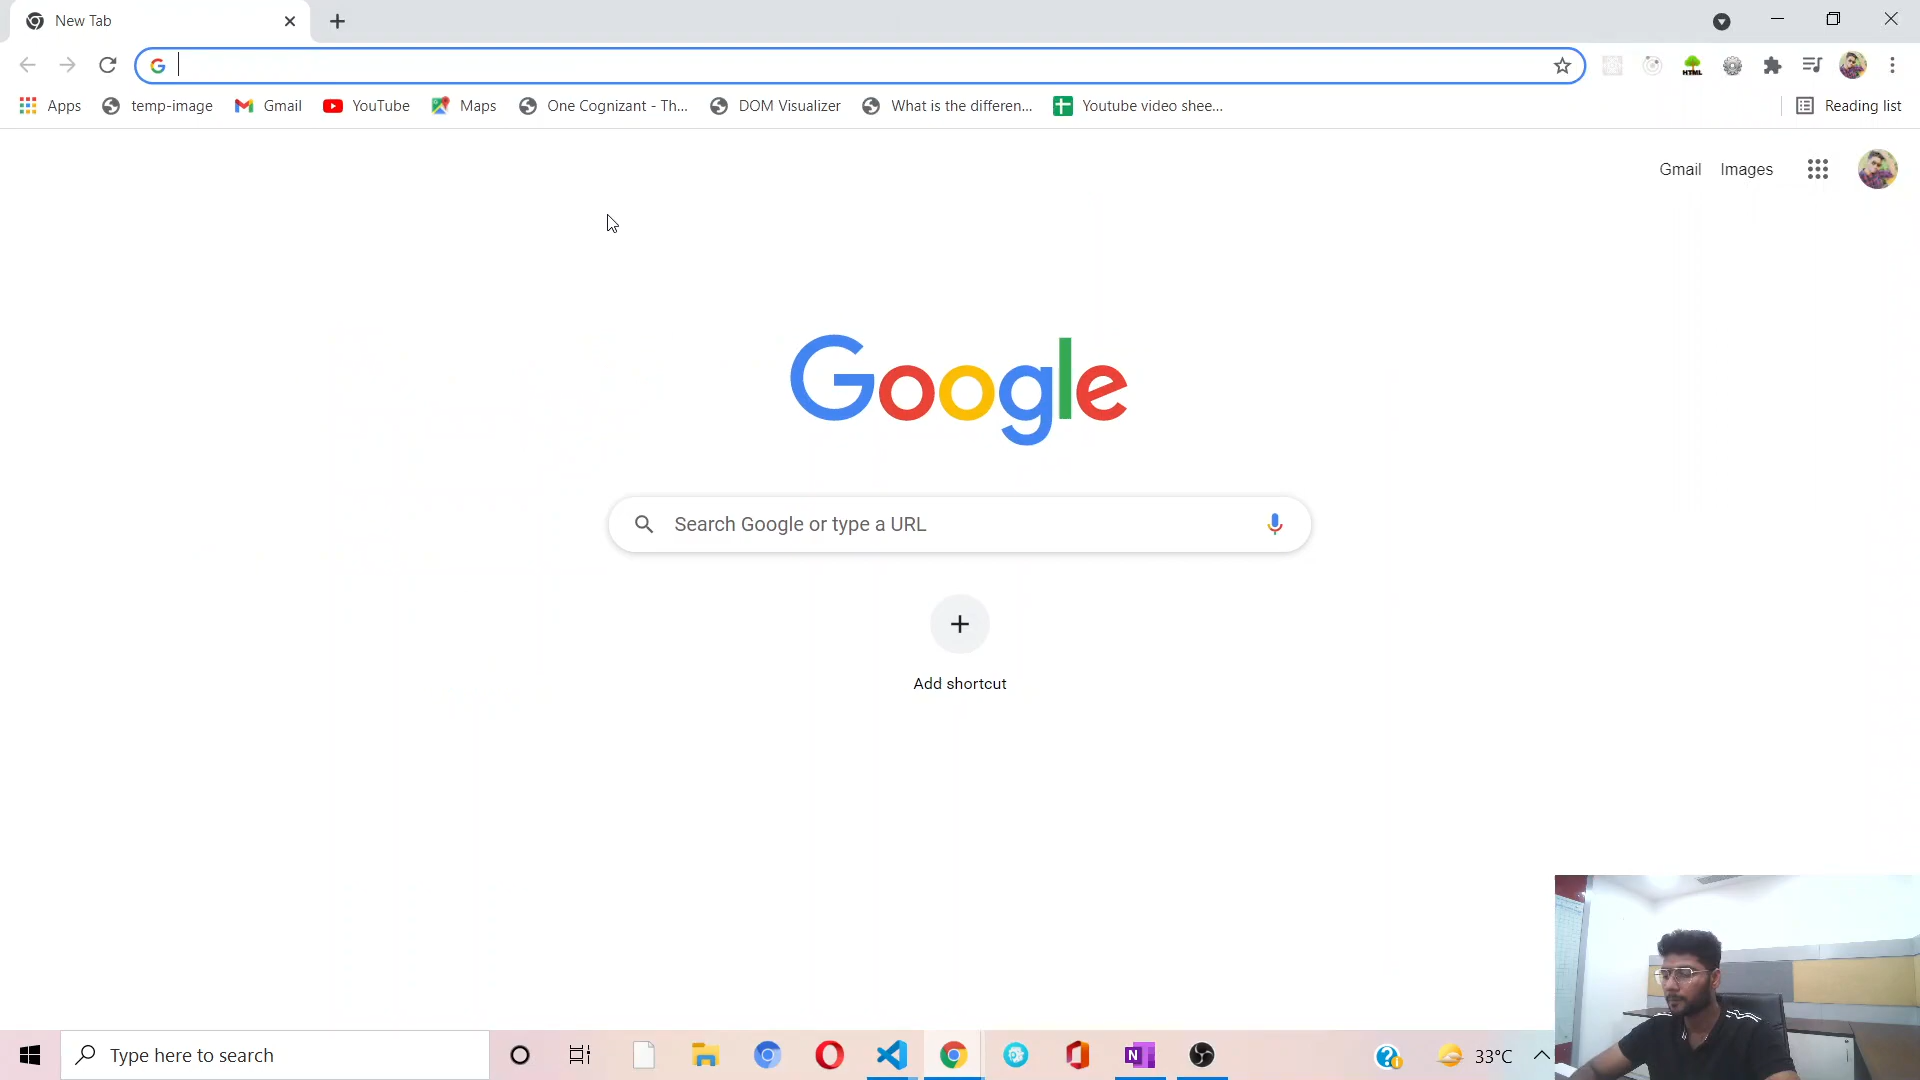 New Tab
HTML
Apps
temp-image
Gmail
YouTube
Maps
One Cognizant - Th...
DOM Visualizer
What is the differen...
Youtube video shee...
Reading list
Gmail
Images
Google
Search Google or type a URL
Add shortcut
Type here to search
33°C